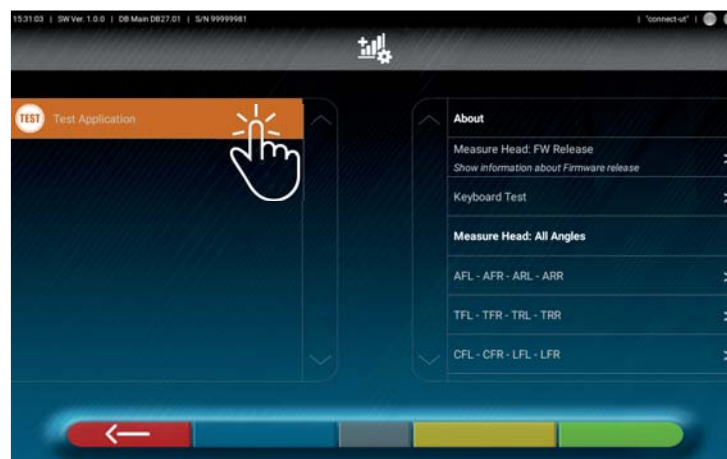 15:31:03 | SW Ver. 1.0.0 | DB Main DB27.01 | S/N 99999981 | "connect-ut" |
TEST Test Application
About
Measure Head: FW Release
Show information about Firmware release
Keyboard Test
Measure Head: All Angles
AFL - AFR - ARL - ARR
TFL - TFR - TRL - TRR
CFL - CFR - LFL - LFR